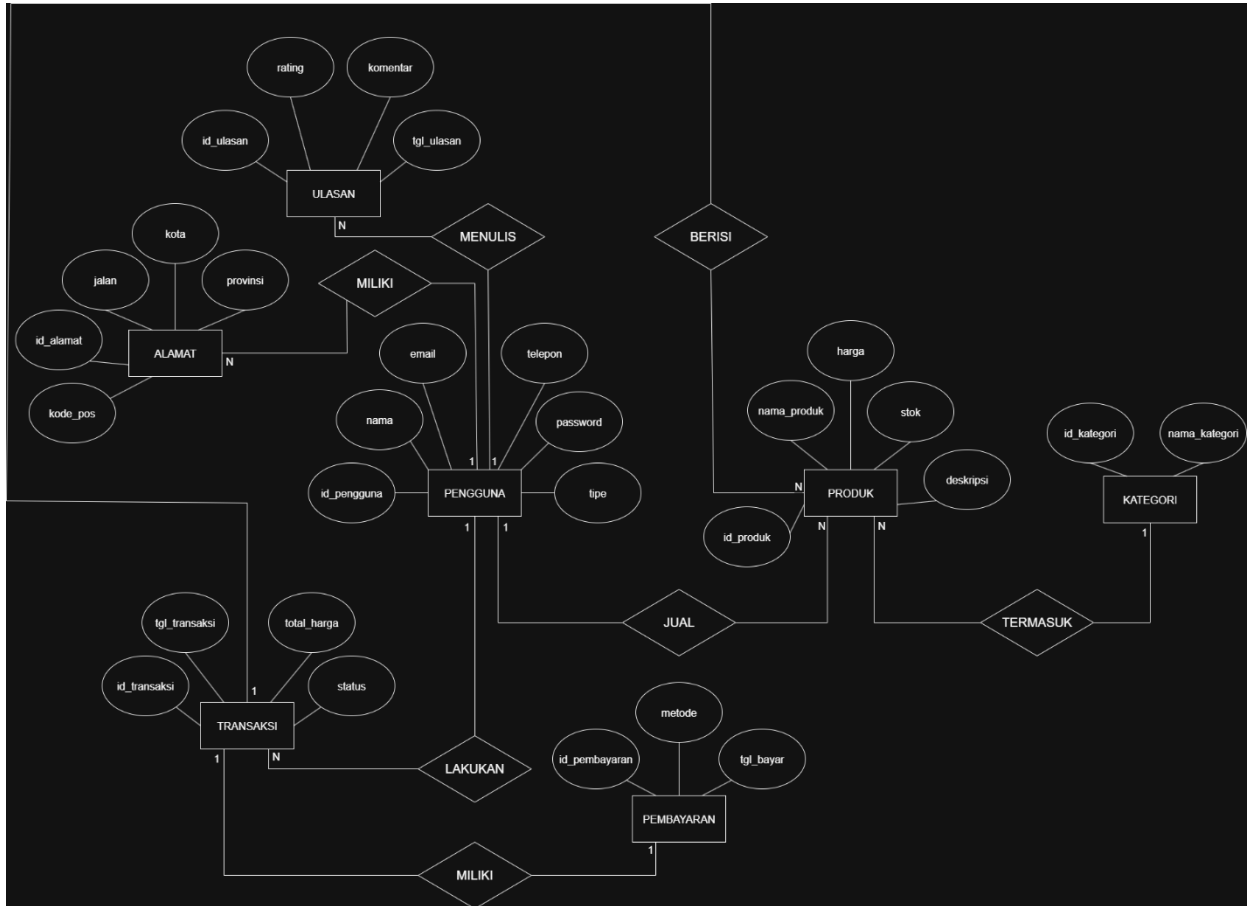 rating
komentar
id_ulasan
tgl_ulasan
ULASAN
N
MENULIS
BERISI
kota
jalan
provinsi
MILIKI
id_alamat
ALAMAT
N
kode_pos
email
telepon
nama
password
id_pengguna
1
1
PENGGUNA
tipe
1
1
harga
nama_produk
stok
N
PRODUK
deskripsi
id_produk
N
N
id_kategori
nama_kategori
KATEGORI
1
JUAL
TERMASUK
tgl_transaksi
total_harga
id_transaksi
status
1
TRANSAKSI
1
N
LAKUKAN
metode
id_pembayaran
tgl_bayar
PEMBAYARAN
1
MILIKI